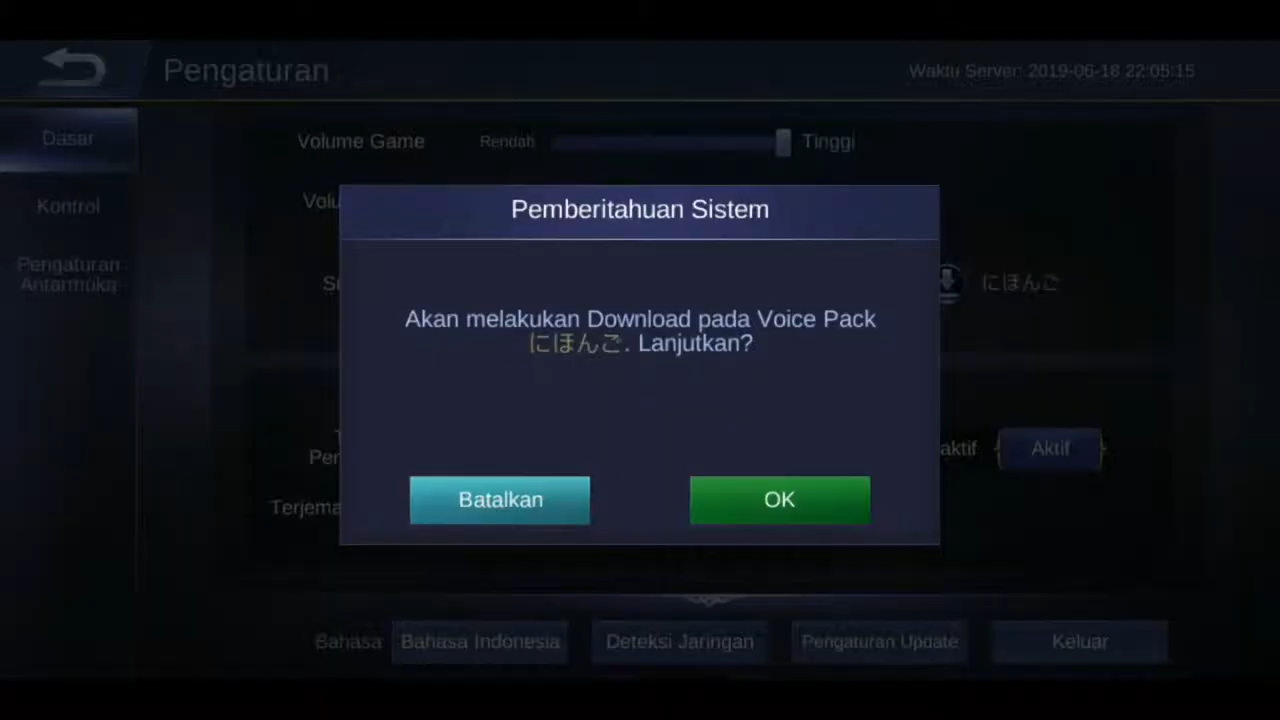 Pengaturan
Waktu Server: 2019-06-18 22:05:15
Dasar
Volume Game Rendah Tinggi
Kontrol
Pemberitahuan Sistem
Pengaturan
Antarmuka
にほんご
Akan melakukan Download pada Voice Pack
にほんご. Lanjutkan?
aktif Aktif
Batalkan OK
Bahasa Bahasa Indonesia Deteksi Jaringan Pengaturan Update Keluar